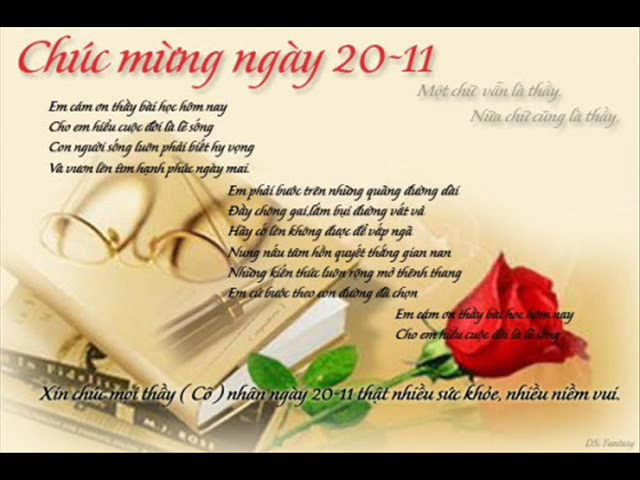 Chúc mừng ngày 20-11
Một chữ vẫn là thầy.
Nửa chữ cũng là thầy.
Em cám ơn thầy bài học hôm nay
Cho em hiểu cuộc đời là lẽ sống
Con người sống luôn phải biết hy vọng
Và vươn lên tìm hạnh phúc ngày mai.
Em phải bước trên những quãng đường dài
Đầy chông gai,lắm bụi đường vất vả
Hãy cố lên không được để vấp ngã
Nung nấu tâm hồn quyết thắng gian nan
Những kiến thức luôn rộng mở thênh thang
Em cứ bước theo con đường đã chọn
Em cám ơn thầy bài học hôm nay
Cho em hiểu cuộc đời là lẽ sống
Xin chúc mọi thầy ( Cô ) nhân ngày 20-11 thật nhiều sức khỏe, nhiều niềm vui.
M.J. ROSE
DS: Fantasy